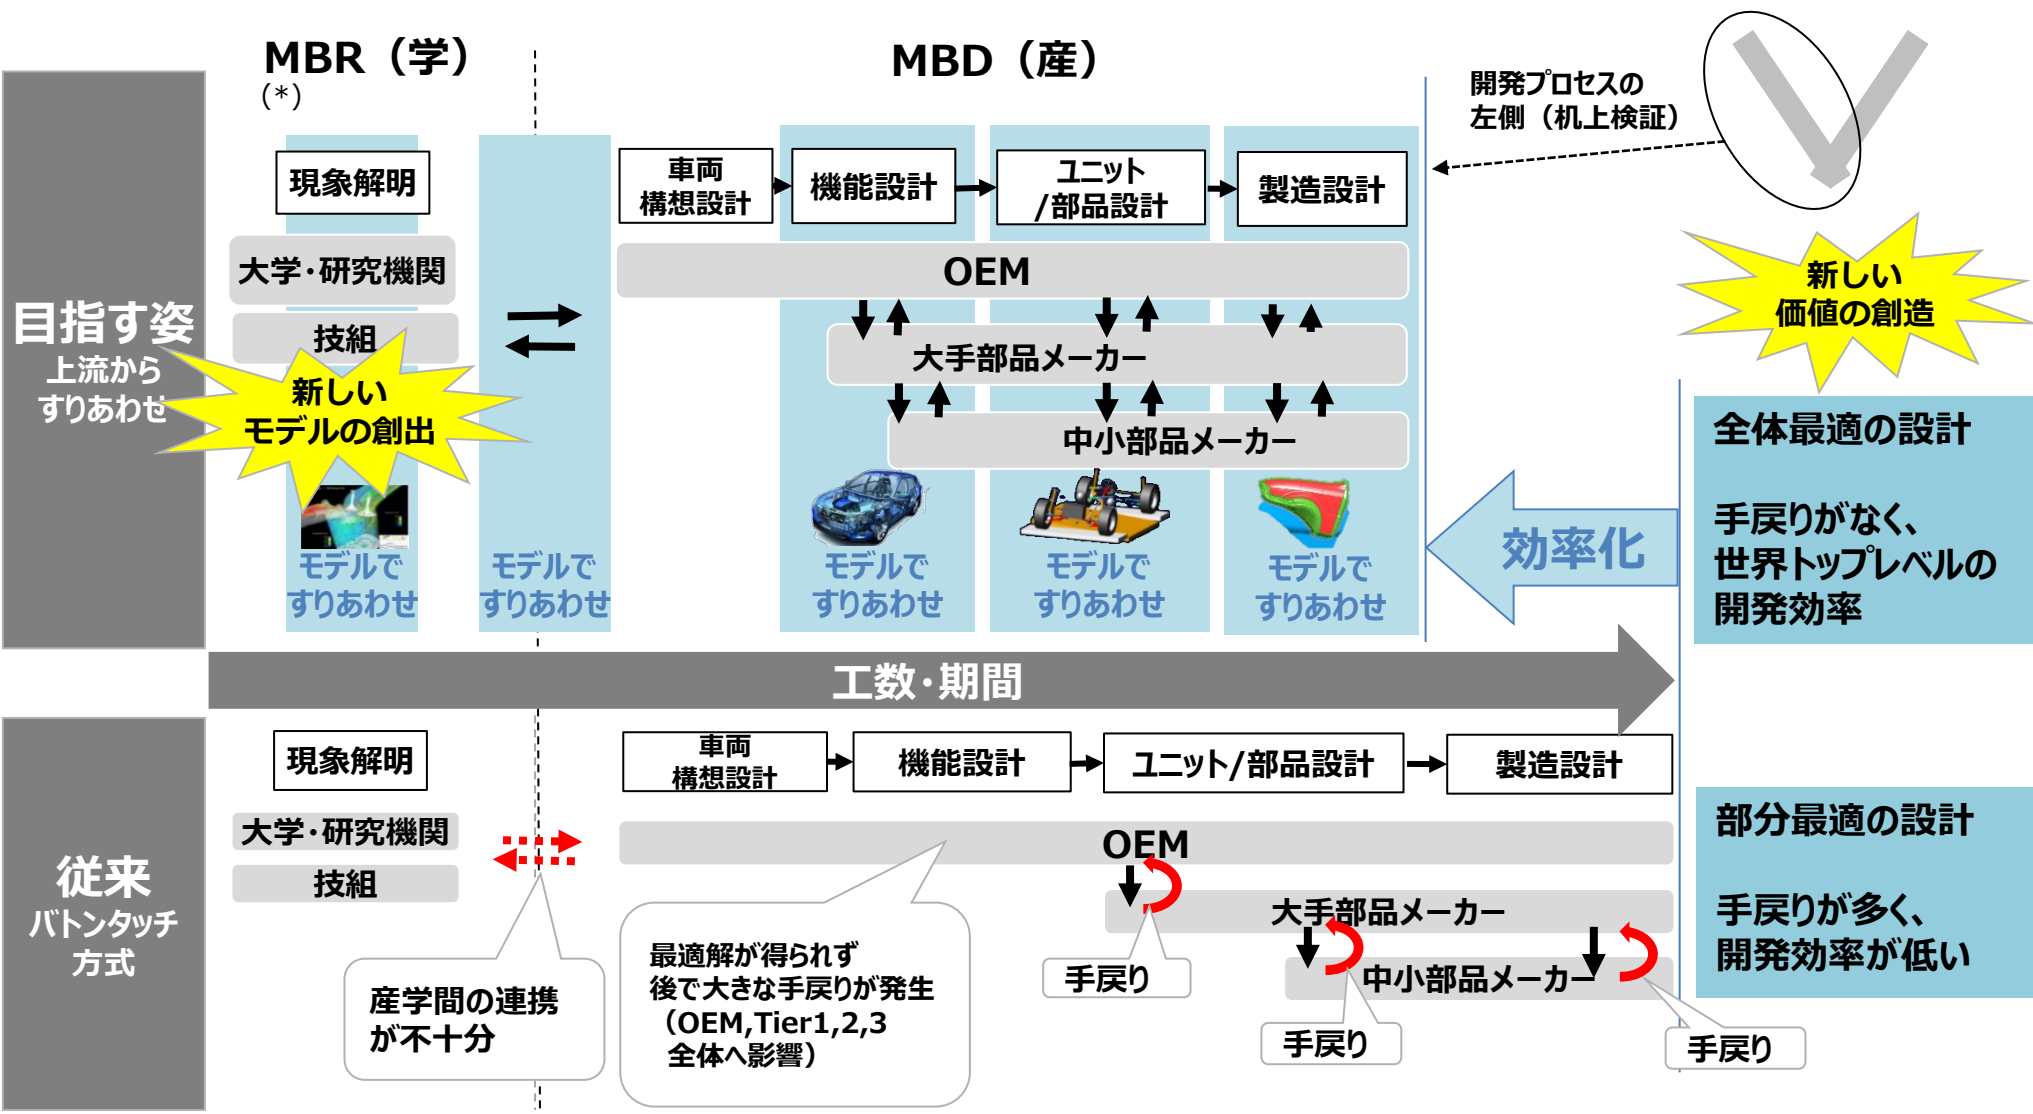 MBR（学）
(*)
MBD（産）
開発プロセスの
左側（机上検証）
目指す姿
上流から
すりあわせ
現象解明
大学・研究機関
技組
新しい
モデルの創出
車両
構想設計
機能設計
ユニット
/部品設計
製造設計
OEM
大手部品メーカー
中小部品メーカー
モデルで
すりあわせ
モデルで
すりあわせ
モデルで
すりあわせ
モデルで
すりあわせ
モデルで
すりあわせ
新しい
価値の創造
効率化
全体最適の設計
手戻りがなく、
世界トップレベルの
開発効率
工数・期間
従来
バトンタッチ
方式
現象解明
大学・研究機関
技組
車両
構想設計
機能設計
ユニット/部品設計
製造設計
OEM
大手部品メーカー
中小部品メーカー
産学間の連携
が不十分
最適解が得られず
後で大きな手戻りが発生
（OEM,Tier1,2,3
全体へ影響）
手戻り
手戻り
手戻り
部分最適の設計
手戻りが多く、
開発効率が低い